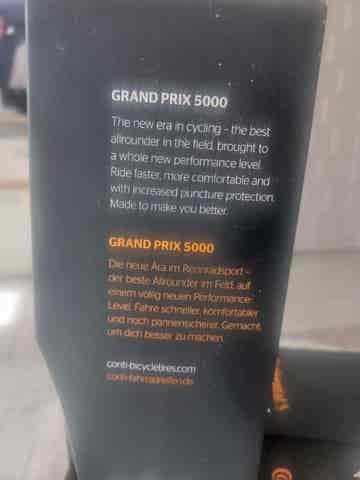 GRAND PRIX 5000
The new era in cycling – the best
allrounder in the field, brought to
a whole new performance level.
Ride faster, more comfortable and
with increased puncture protection.
Made to make you better.
GRAND PRIX 5000
Die neue Ära im Rennradsport –
der beste Allrounder im Feld, auf
einem völlig neuen Performance-
Level. Fahre schneller, komfortabler
und noch pannensicherer. Gemacht,
um dich besser zu machen.
conti-bicycletires.com
conti-fahrradreifen.de